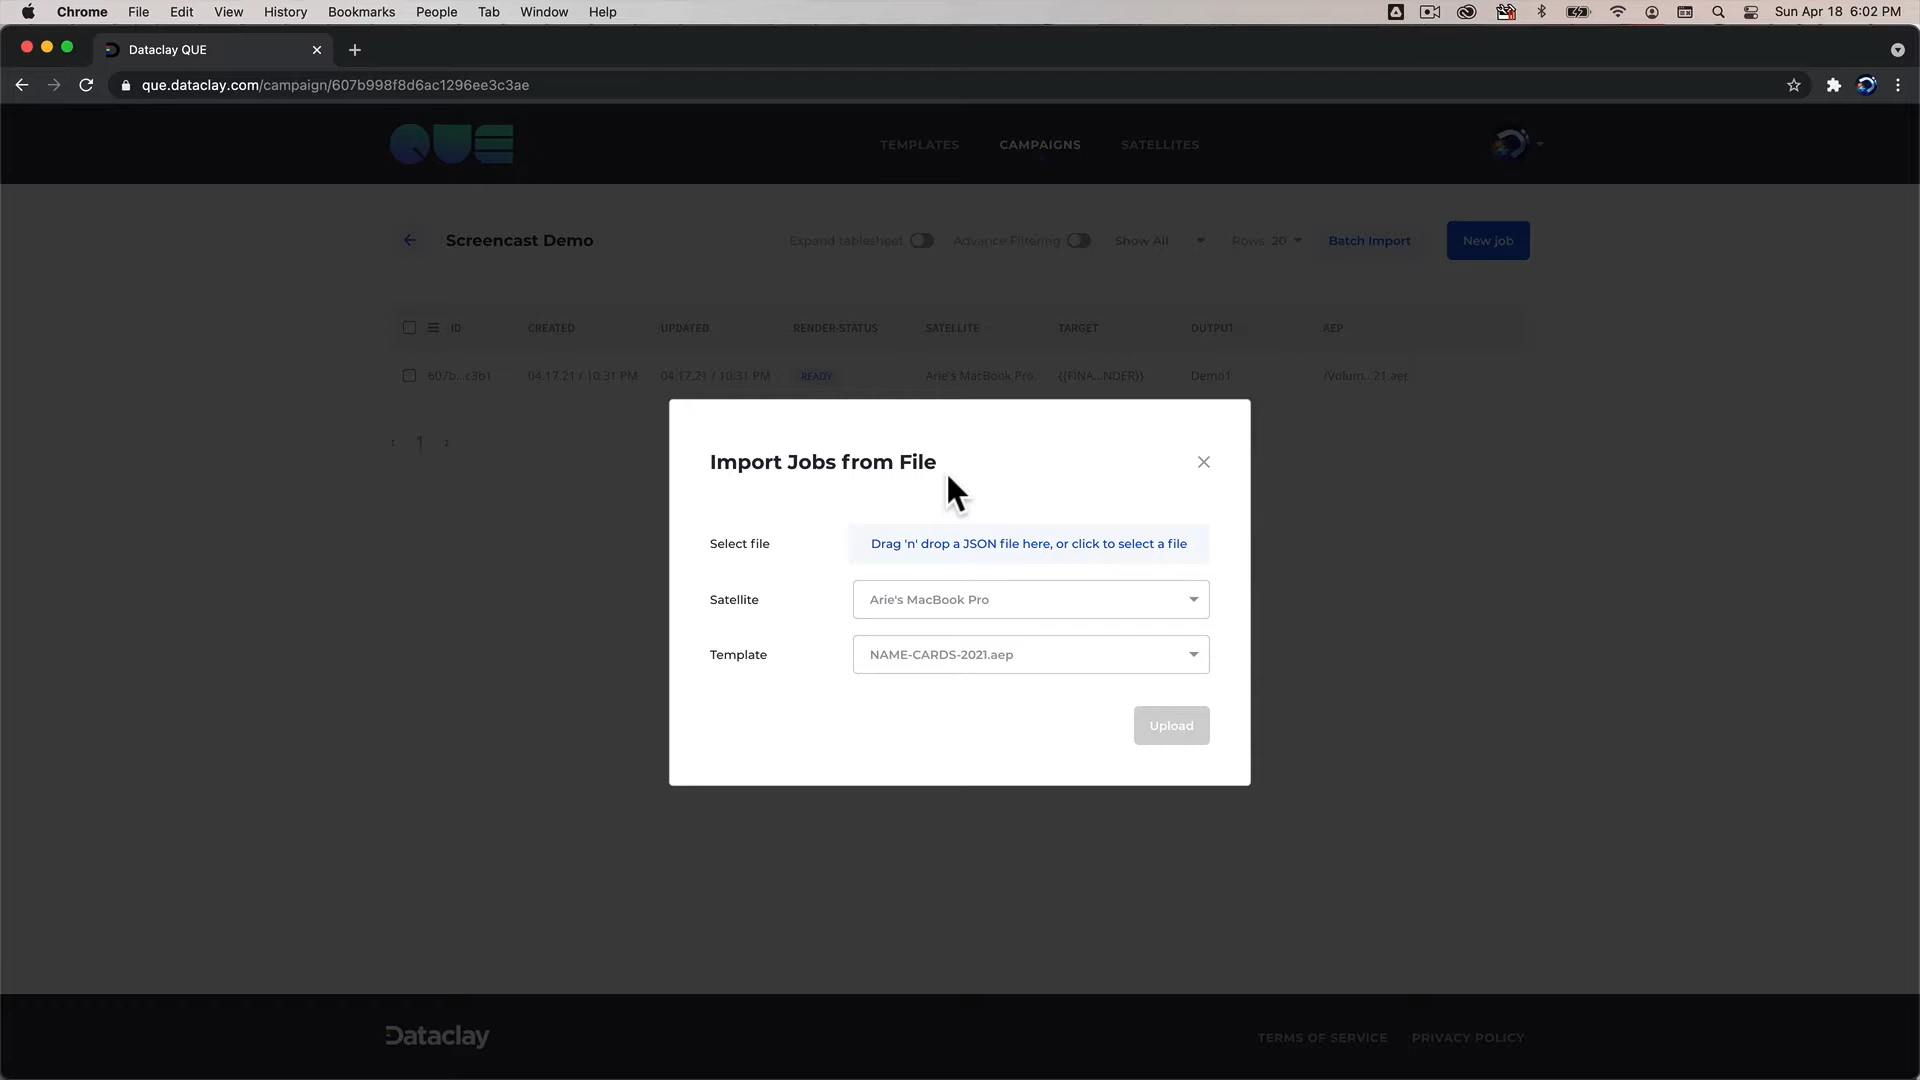 Chrome File Edit View History Bookmarks People Tab Window Help Sun Apr 18 6:02 PM
Dataclay QUE
que.dataclay.com/campaign/607b998f8d6ac1296ee3c3ae
QUE TEMPLATES CAMPAIGNS SATELLITES
Screencast Demo Expand tablesheet Advance Filtering Show All Rows 20 Batch Import New job
ID CREATED UPDATED RENDER-STATUS SATELLITE TARGET OUTPUT AEP
607b...c3b1 04.17.21 / 10:31 PM 04.17.21 / 10:31 PM READY Arie's MacBook Pro {{FINA...NDER}} Demo1 /Volum...21.aep
1
Import Jobs from File
Select file Drag 'n' drop a JSON file here, or click to select a file
Satellite Arie's MacBook Pro
Template NAME-CARDS-2021.aep
Upload
Dataclay TERMS OF SERVICE PRIVACY POLICY